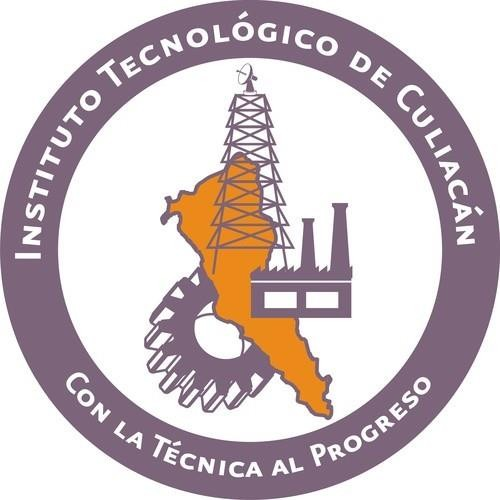 INSTITUTO TECNOLÓGICO DE CULIACÁN
CON LA TÉCNICA AL PROGRESO